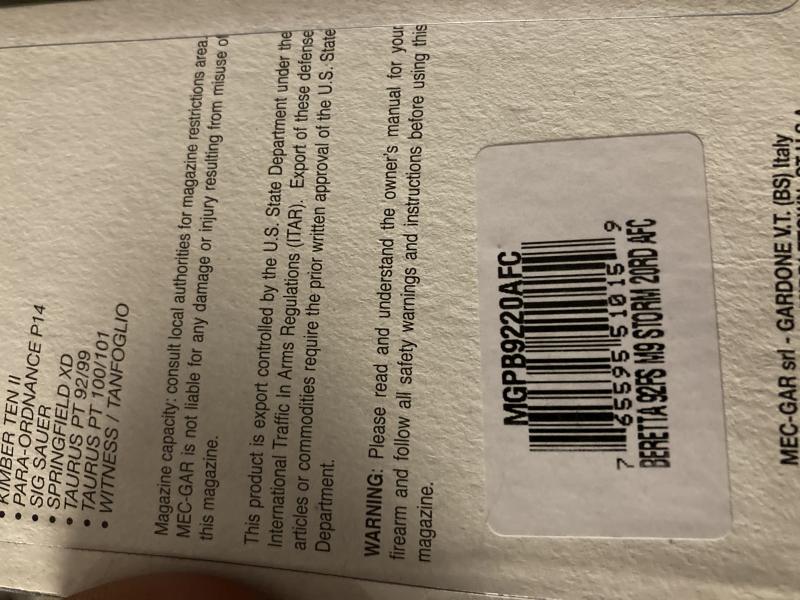 • KIMBER TEN II
• PARA-ORDNANCE P14
• SIG SAUER
• SPRINGFIELD XD
• TAURUS PT 92/99
• TAURUS PT 100/101
• WITNESS / TANFOGLIO
Magazine capacity: consult local authorities for magazine restrictions area.
MEC-GAR is not liable for any damage or injury resulting from misuse of
this magazine.
This product is export controlled by the U.S. State Department under the
International Traffic In Arms Regulations (ITAR). Export of these defense
articles or commodities require the prior written approval of the U.S. State
Department.
WARNING: Please read and understand the owner's manual for your
firearm and follow all safety warnings and instructions before using this
magazine.
MGPB9220AFC
7 65595 51015 9
BERETTA 92FS M9 STORM 20RD AFC
MEC-GAR srl - GARDONE V.T. (BS) Italy